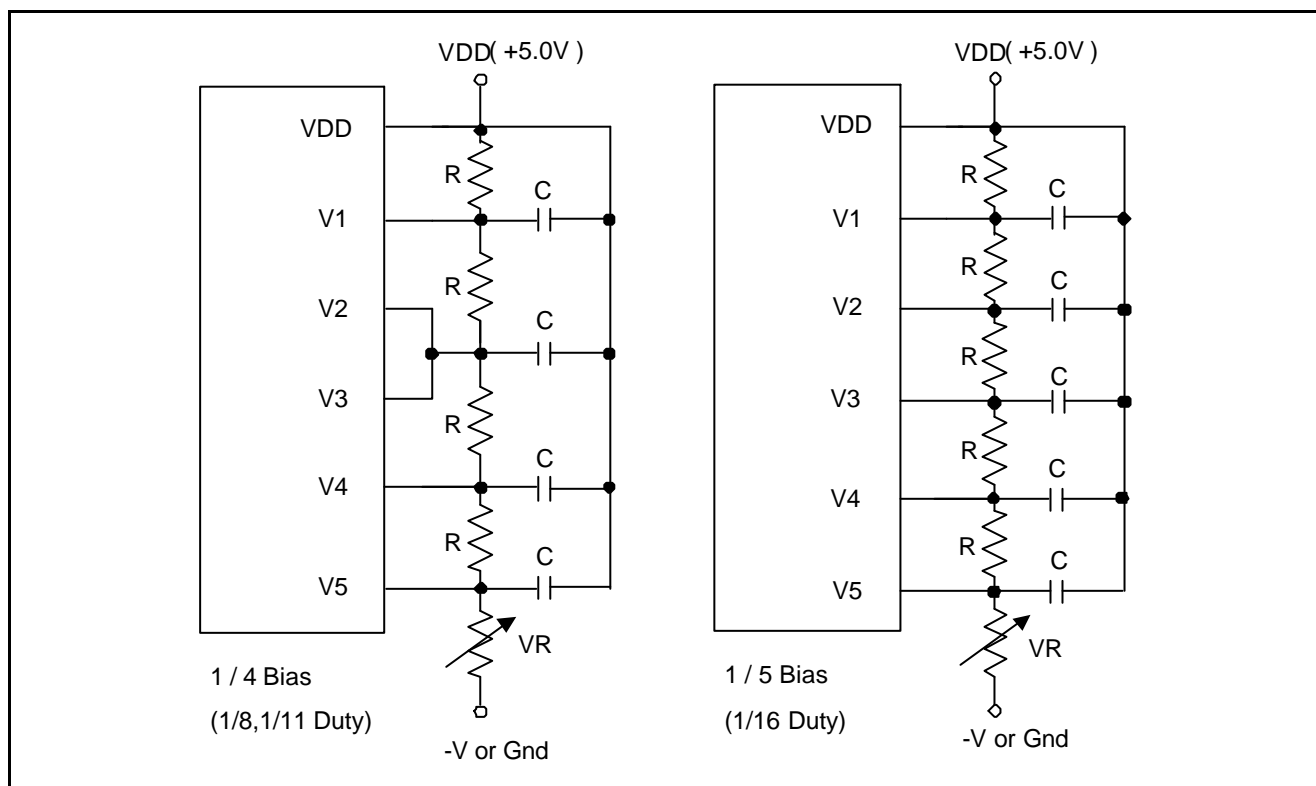 VDD( +5.0V )
VDD
R
C
V1
R
V2
C
V3
R
C
V4
R
C
V5
VR
1 / 4 Bias
(1/8,1/11 Duty)
-V or Gnd
VDD( +5.0V )
VDD
R
C
V1
R
C
V2
R
C
V3
R
C
V4
R
C
V5
VR
1 / 5 Bias
(1/16 Duty)
-V or Gnd